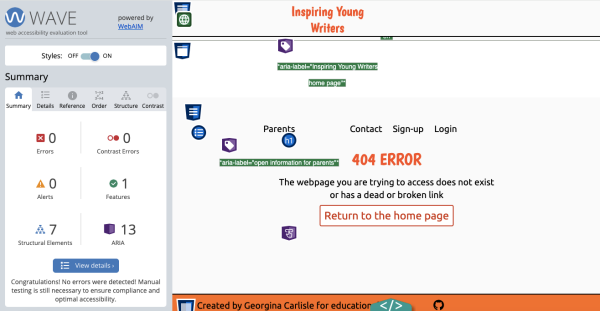 WAVE
web accessibility evaluation tool
powered by
WebAIM
Styles: OFF ON
Summary
Summary Details Reference Order Structure Contrast
0
Errors
0
Contrast Errors
0
Alerts
1
Features
7
Structural Elements
13
ARIA
View details ›
Congratulations! No errors were detected! Manual
testing is still necessary to ensure compliance and
optimal accessibility.
Inspiring Young
Writers
*aria-label="Inspiring Young Writers
home page"*
Parents Contact Sign-up Login
h1
*aria-label="open information for parents"*
404 ERROR
The webpage you are trying to access does not exist
or has a dead or broken link
Return to the home page
Created by Georgina Carlisle for education
</>